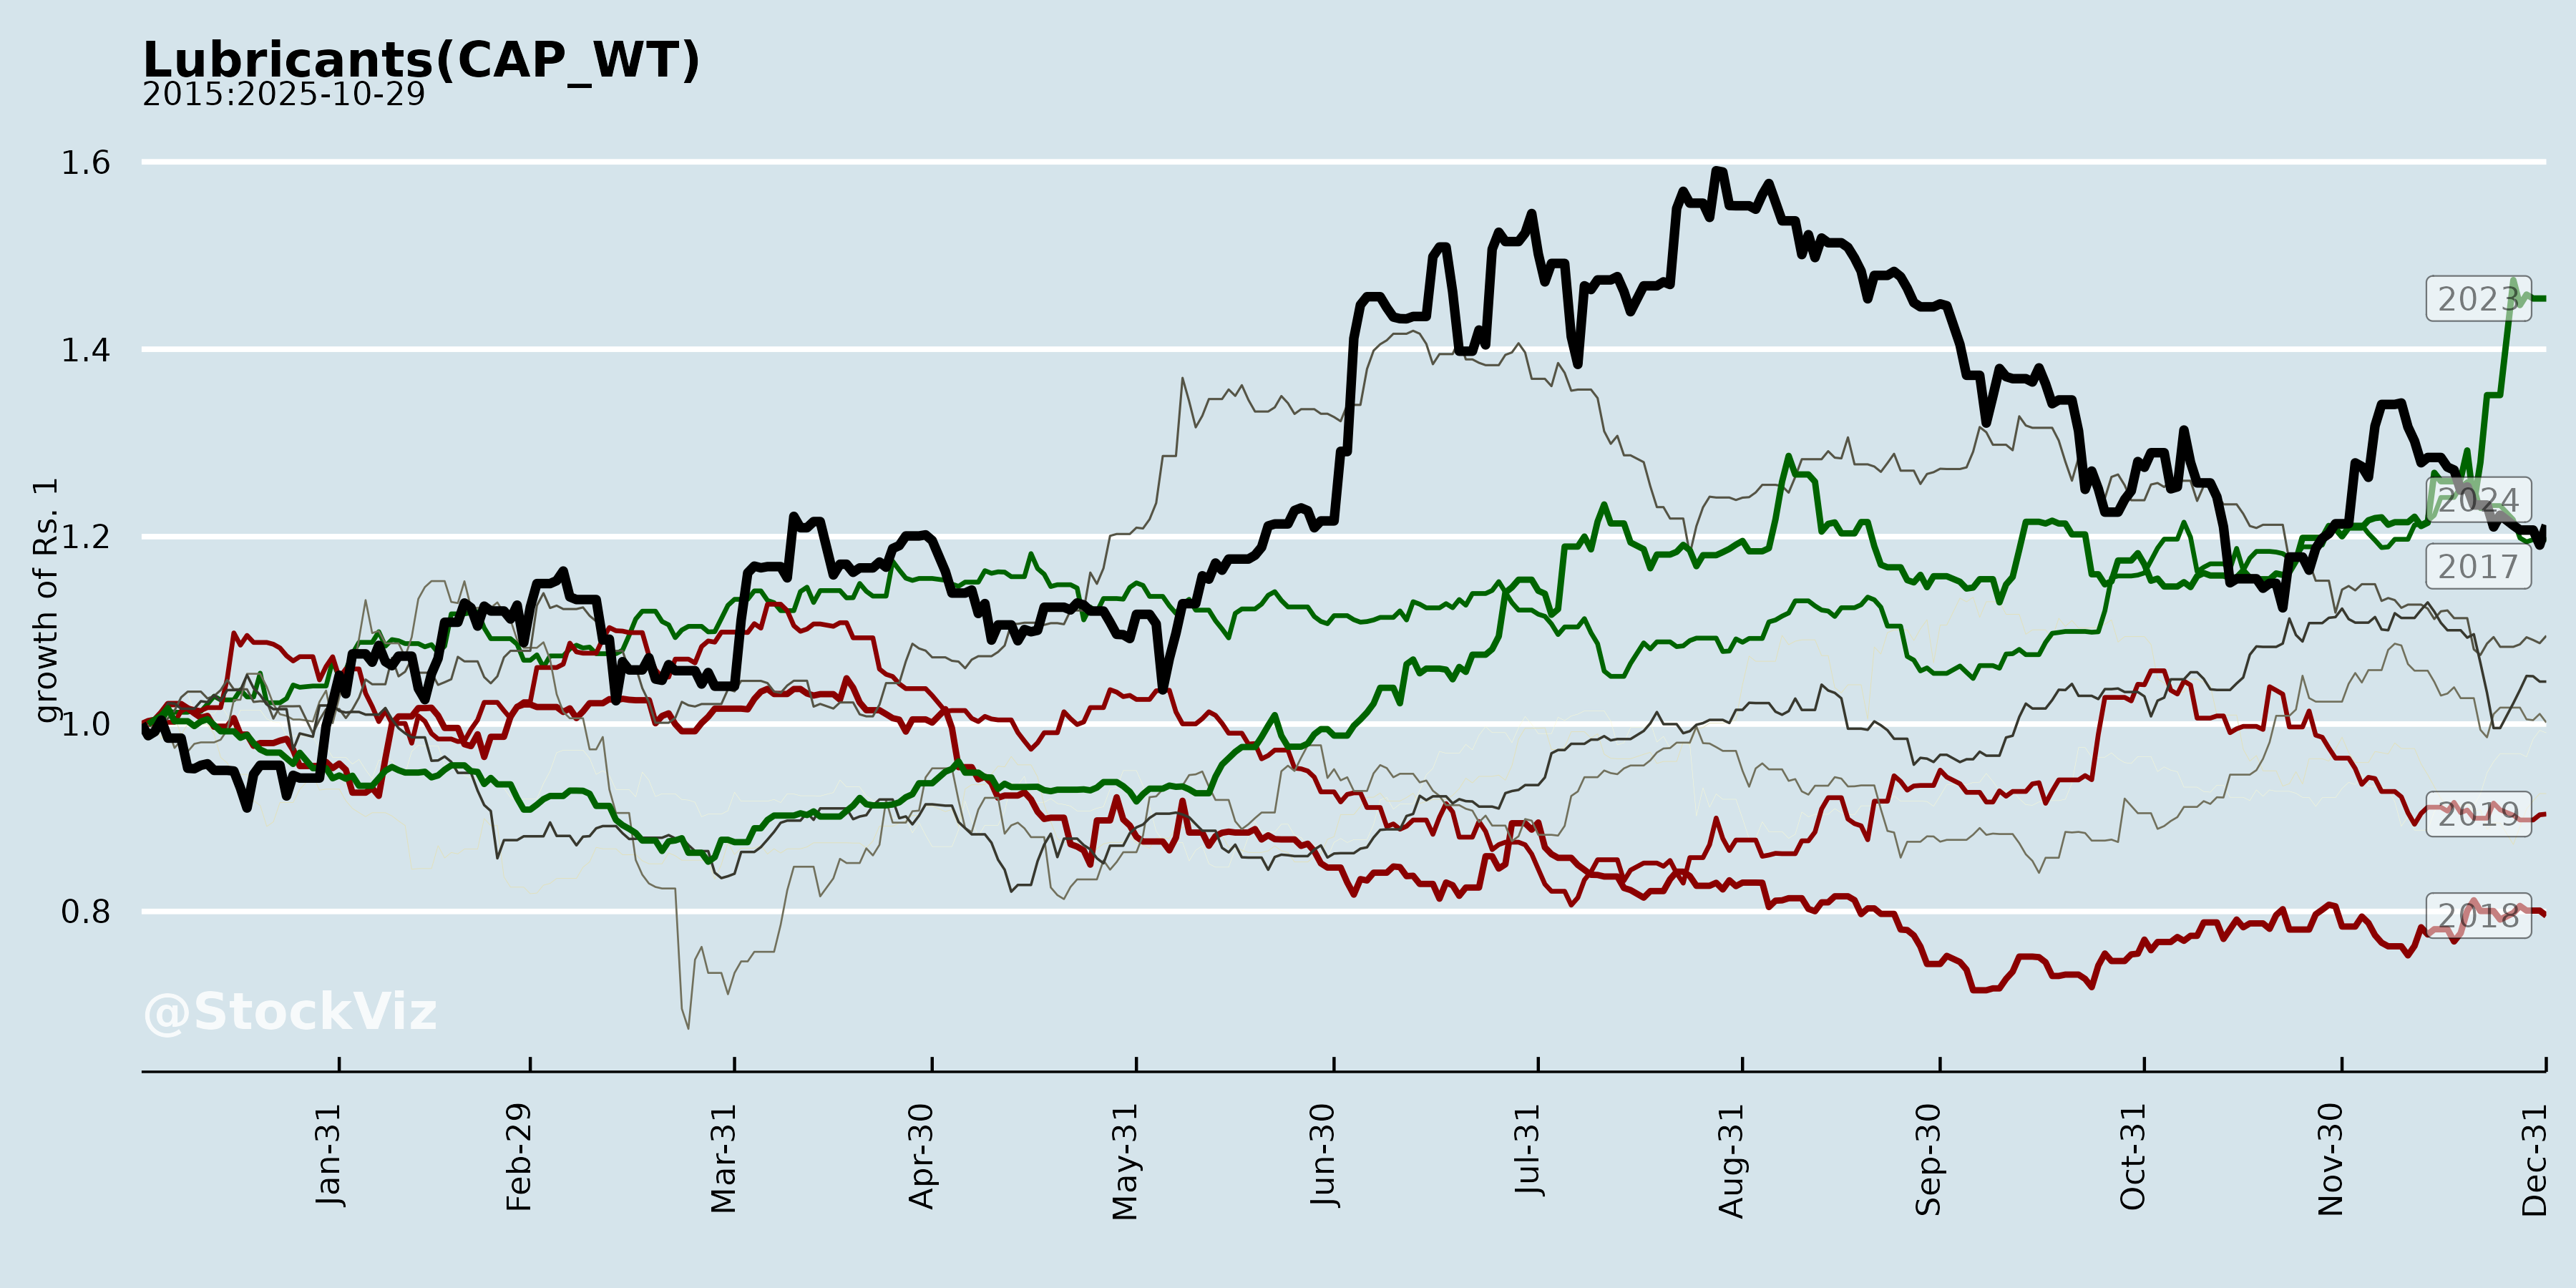 Lubricants(CAP_WT)
2015:2025-10-29
growth of Rs. 1
1.6
1.4
1.2
1.0
0.8
2023
2024
2017
2019
2018
@StockViz
Jan-31
Feb-29
Mar-31
Apr-30
May-31
Jun-30
Jul-31
Aug-31
Sep-30
Oct-31
Nov-30
Dec-31